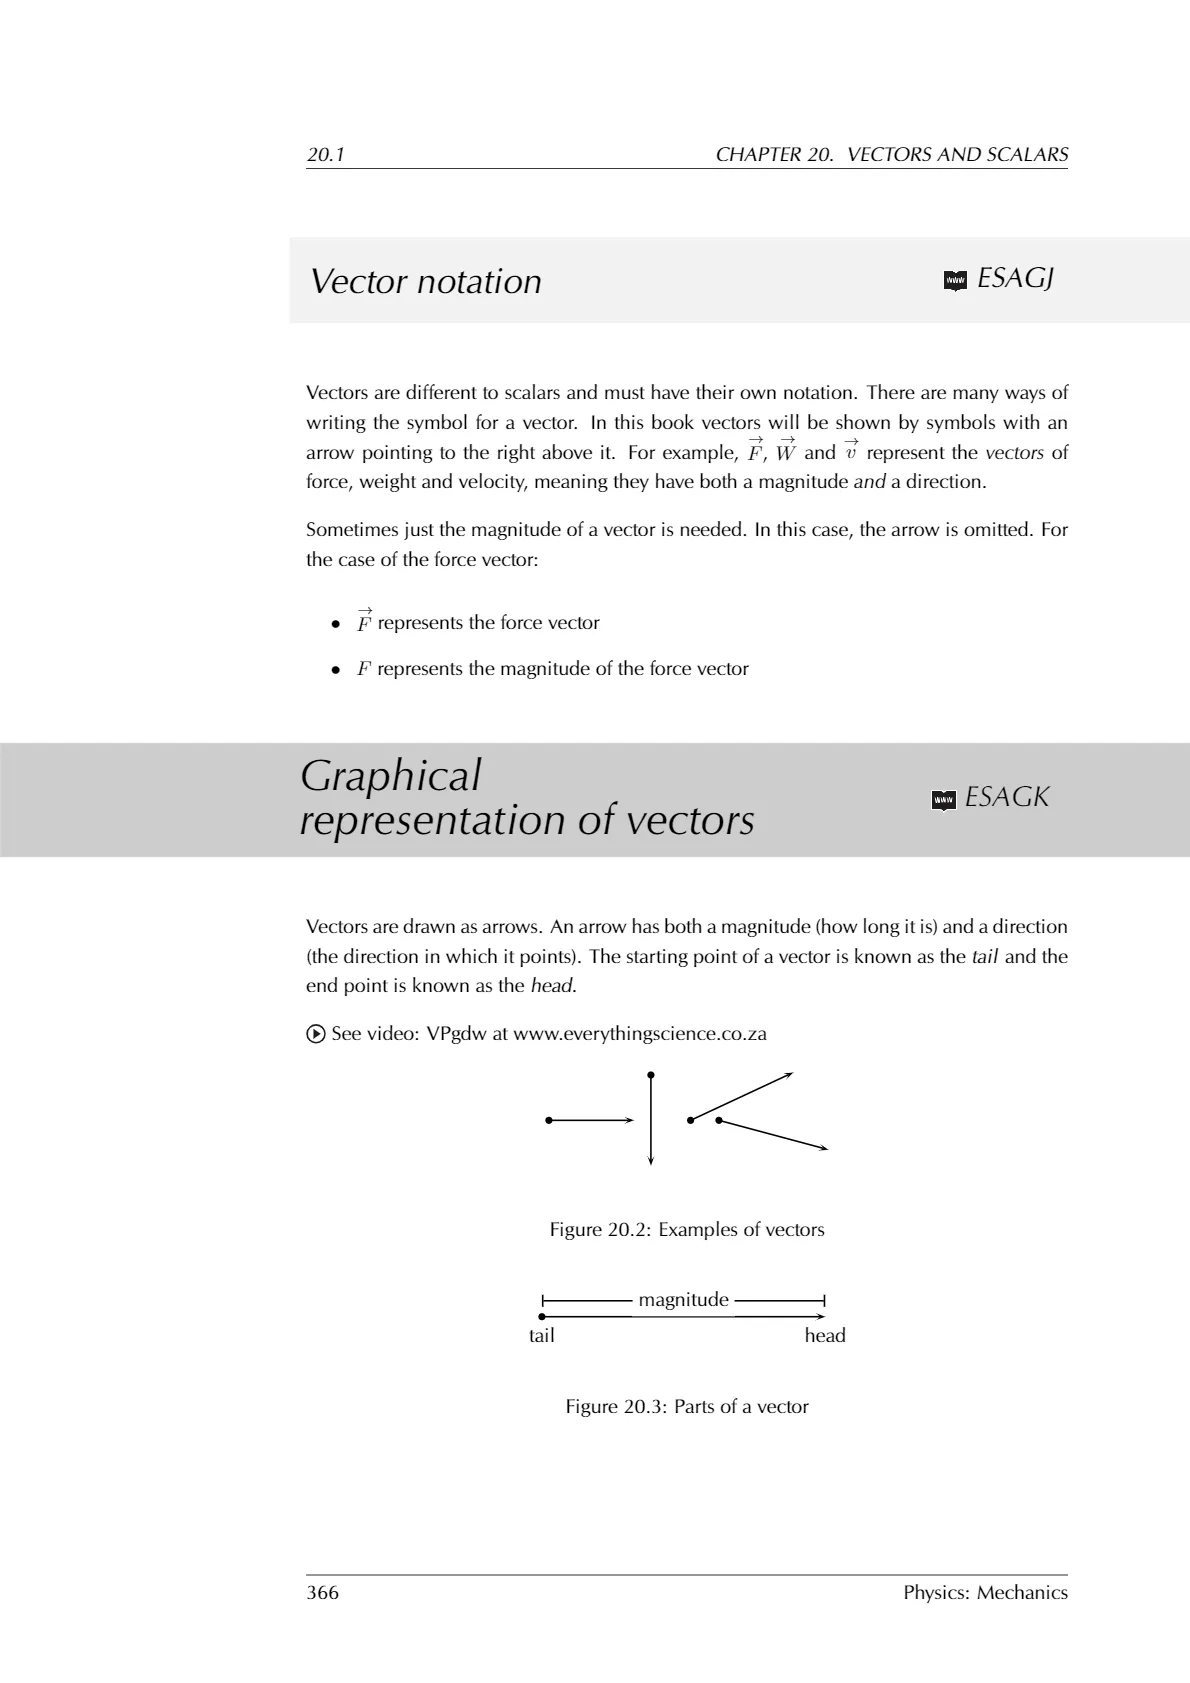 20.1 CHAPTER 20. VECTORS AND SCALARS
Vector notation
www ESAGJ
Vectors are different to scalars and must have their own notation. There are many ways of
writing the symbol for a vector. In this book vectors will be shown by symbols with an
arrow pointing to the right above it. For example, F⃗, W⃗ and v⃗ represent the vectors of
force, weight and velocity, meaning they have both a magnitude and a direction.
Sometimes just the magnitude of a vector is needed. In this case, the arrow is omitted. For
the case of the force vector:
• F⃗ represents the force vector
• F represents the magnitude of the force vector
Graphical
representation of vectors
www ESAGK
Vectors are drawn as arrows. An arrow has both a magnitude (how long it is) and a direction
(the direction in which it points). The starting point of a vector is known as the tail and the
end point is known as the head.
See video: VPgdw at www.everythingscience.co.za
Figure 20.2: Examples of vectors
magnitude
tail head
Figure 20.3: Parts of a vector
366 Physics: Mechanics